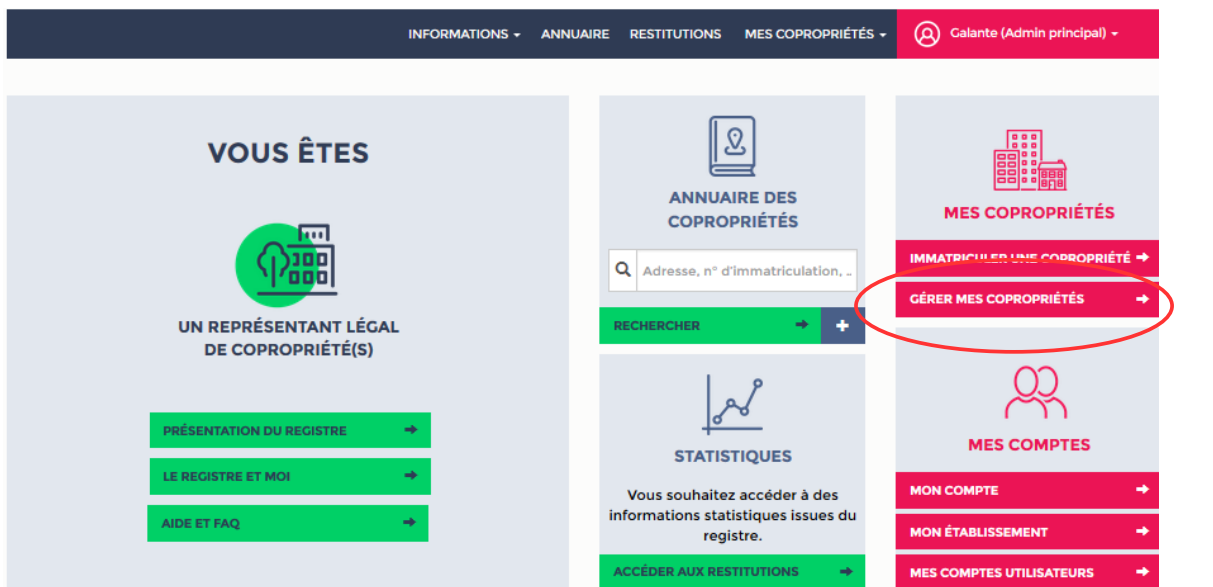 INFORMATIONS
ANNUAIRE
RESTITUTIONS
MES COPROPRIÉTÉS
Galante (Admin principal)
VOUS ÊTES
UN REPRÉSENTANT LÉGAL
DE COPROPRIÉTÉ(S)
PRÉSENTATION DU REGISTRE
LE REGISTRE ET MOI
AIDE ET FAQ
ANNUAIRE DES
COPROPRIÉTÉS
Adresse, n° d'immatriculation, ..
RECHERCHER
+
STATISTIQUES
Vous souhaitez accéder à des
informations statistiques issues du
registre.
ACCÉDER AUX RESTITUTIONS
MES COPROPRIÉTÉS
IMMATRICULER UNE COPROPRIÉTÉ
GÉRER MES COPROPRIÉTÉS
MES COMPTES
MON COMPTE
MON ÉTABLISSEMENT
MES COMPTES UTILISATEURS